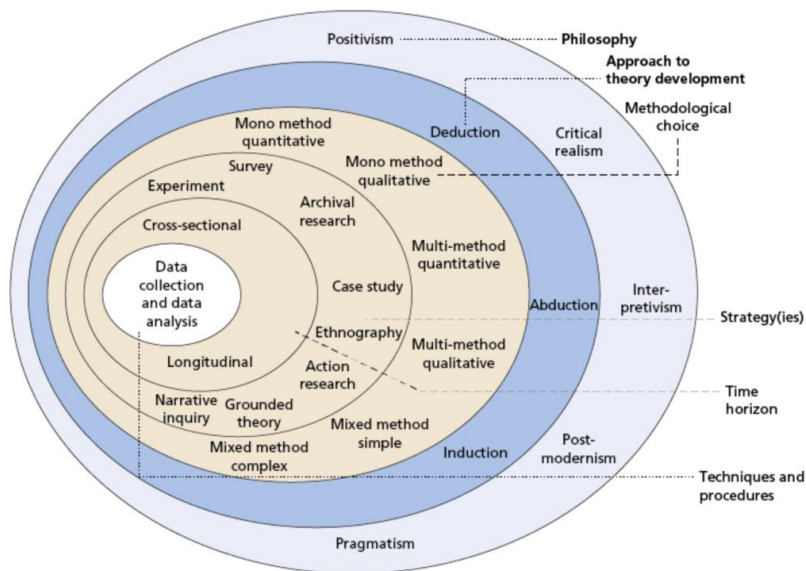 Positivism
Philosophy
Approach to
theory development
Methodological
choice
Mono method
quantitative
Deduction
Critical
realism
Survey
Mono method
qualitative
Experiment
Archival
research
Cross-sectional
Multi-method
quantitative
Data
collection
and data
analysis
Case study
Inter-
pretivism
Abduction
Strategy(ies)
Ethnography
Multi-method
qualitative
Longitudinal
Action
research
Time
horizon
Narrative
inquiry
Grounded
theory
Mixed method
simple
Mixed method
complex
Induction
Post-
modernism
Techniques and
procedures
Pragmatism